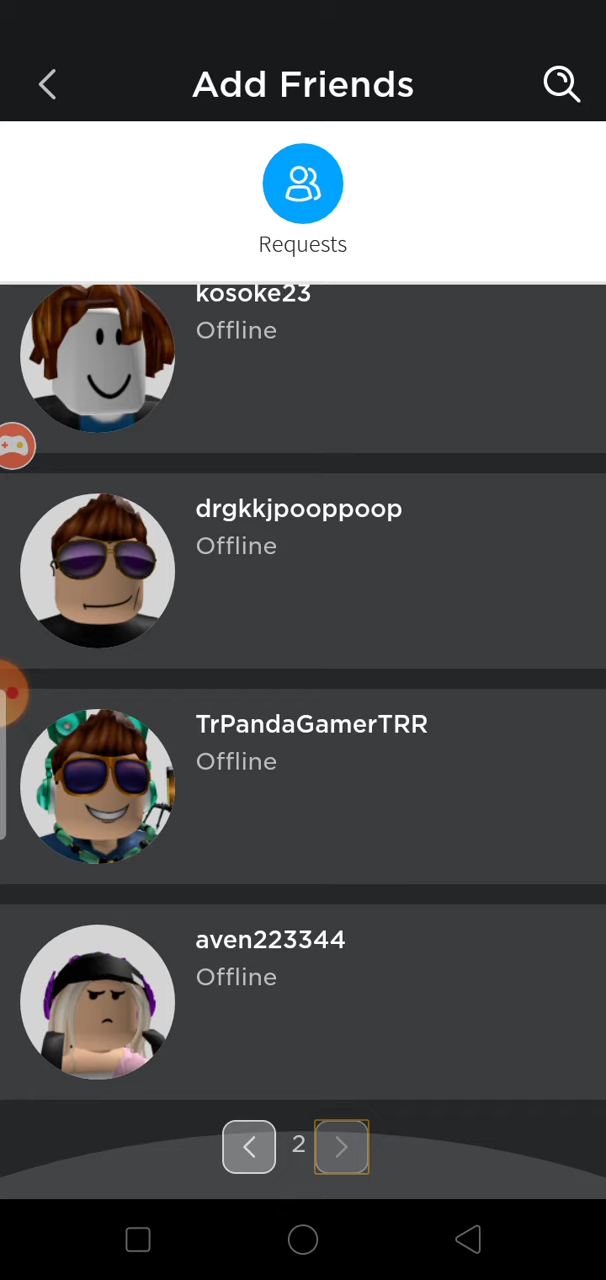 Add Friends
Requests
kosoke23
Offline
drgkkjpooppoop
Offline
TrPandaGamerTRR
Offline
aven223344
Offline
2